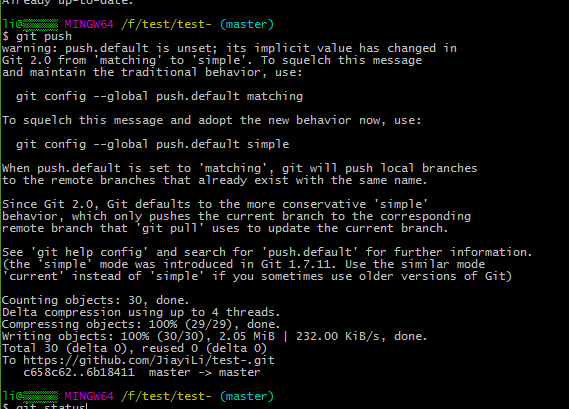 Already up-to-date.
li@ MINGW64 /f/test/test- (master)
$ git push
warning: push.default is unset; its implicit value has changed in
Git 2.0 from 'matching' to 'simple'. To squelch this message
and maintain the traditional behavior, use:
git config --global push.default matching
To squelch this message and adopt the new behavior now, use:
git config --global push.default simple
When push.default is set to 'matching', git will push local branches
to the remote branches that already exist with the same name.
Since Git 2.0, Git defaults to the more conservative 'simple'
behavior, which only pushes the current branch to the corresponding
remote branch that 'git pull' uses to update the current branch.
See 'git help config' and search for 'push.default' for further information.
(the 'simple' mode was introduced in Git 1.7.11. Use the similar mode
'current' instead of 'simple' if you sometimes use older versions of Git)
Counting objects: 30, done.
Delta compression using up to 4 threads.
Compressing objects: 100% (29/29), done.
Writing objects: 100% (30/30), 2.05 MiB | 232.00 KiB/s, done.
Total 30 (delta 0), reused 0 (delta 0)
To https://github.com/JiayiLi/test-.git
c658c62..6b18411  master -> master
li@ MINGW64 /f/test/test- (master)
$ git status